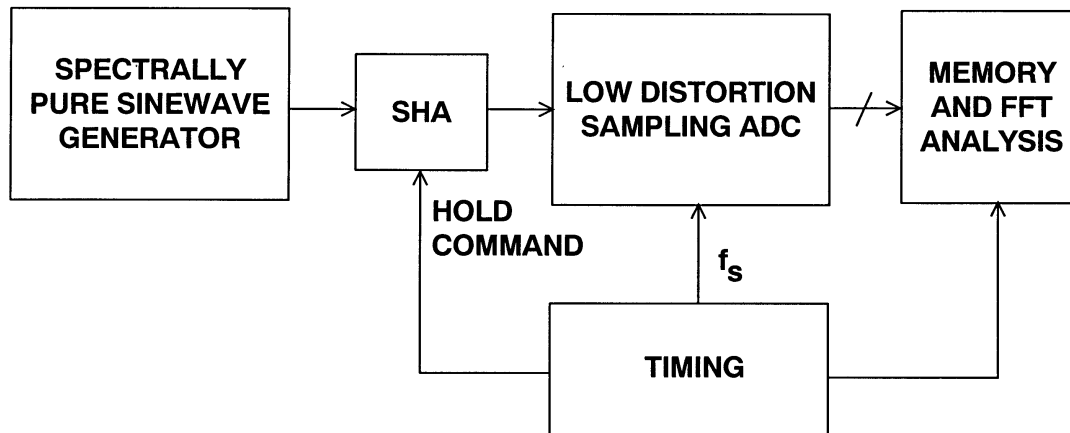 SPECTRALLY
PURE SINEWAVE
GENERATOR
SHA
LOW DISTORTION
SAMPLING ADC
MEMORY
AND FFT
ANALYSIS
HOLD
COMMAND
fs
TIMING